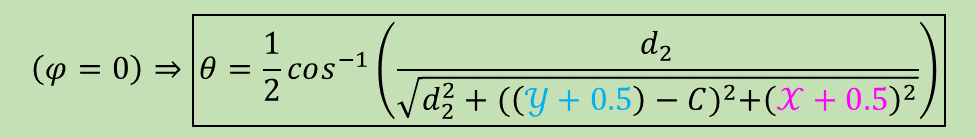 (φ = 0) ⇒ θ = 1/2 cos⁻¹ ( d₂ / √(d₂² + ((𝒴 + 0.5) − C)²+(𝒳 + 0.5)²) )